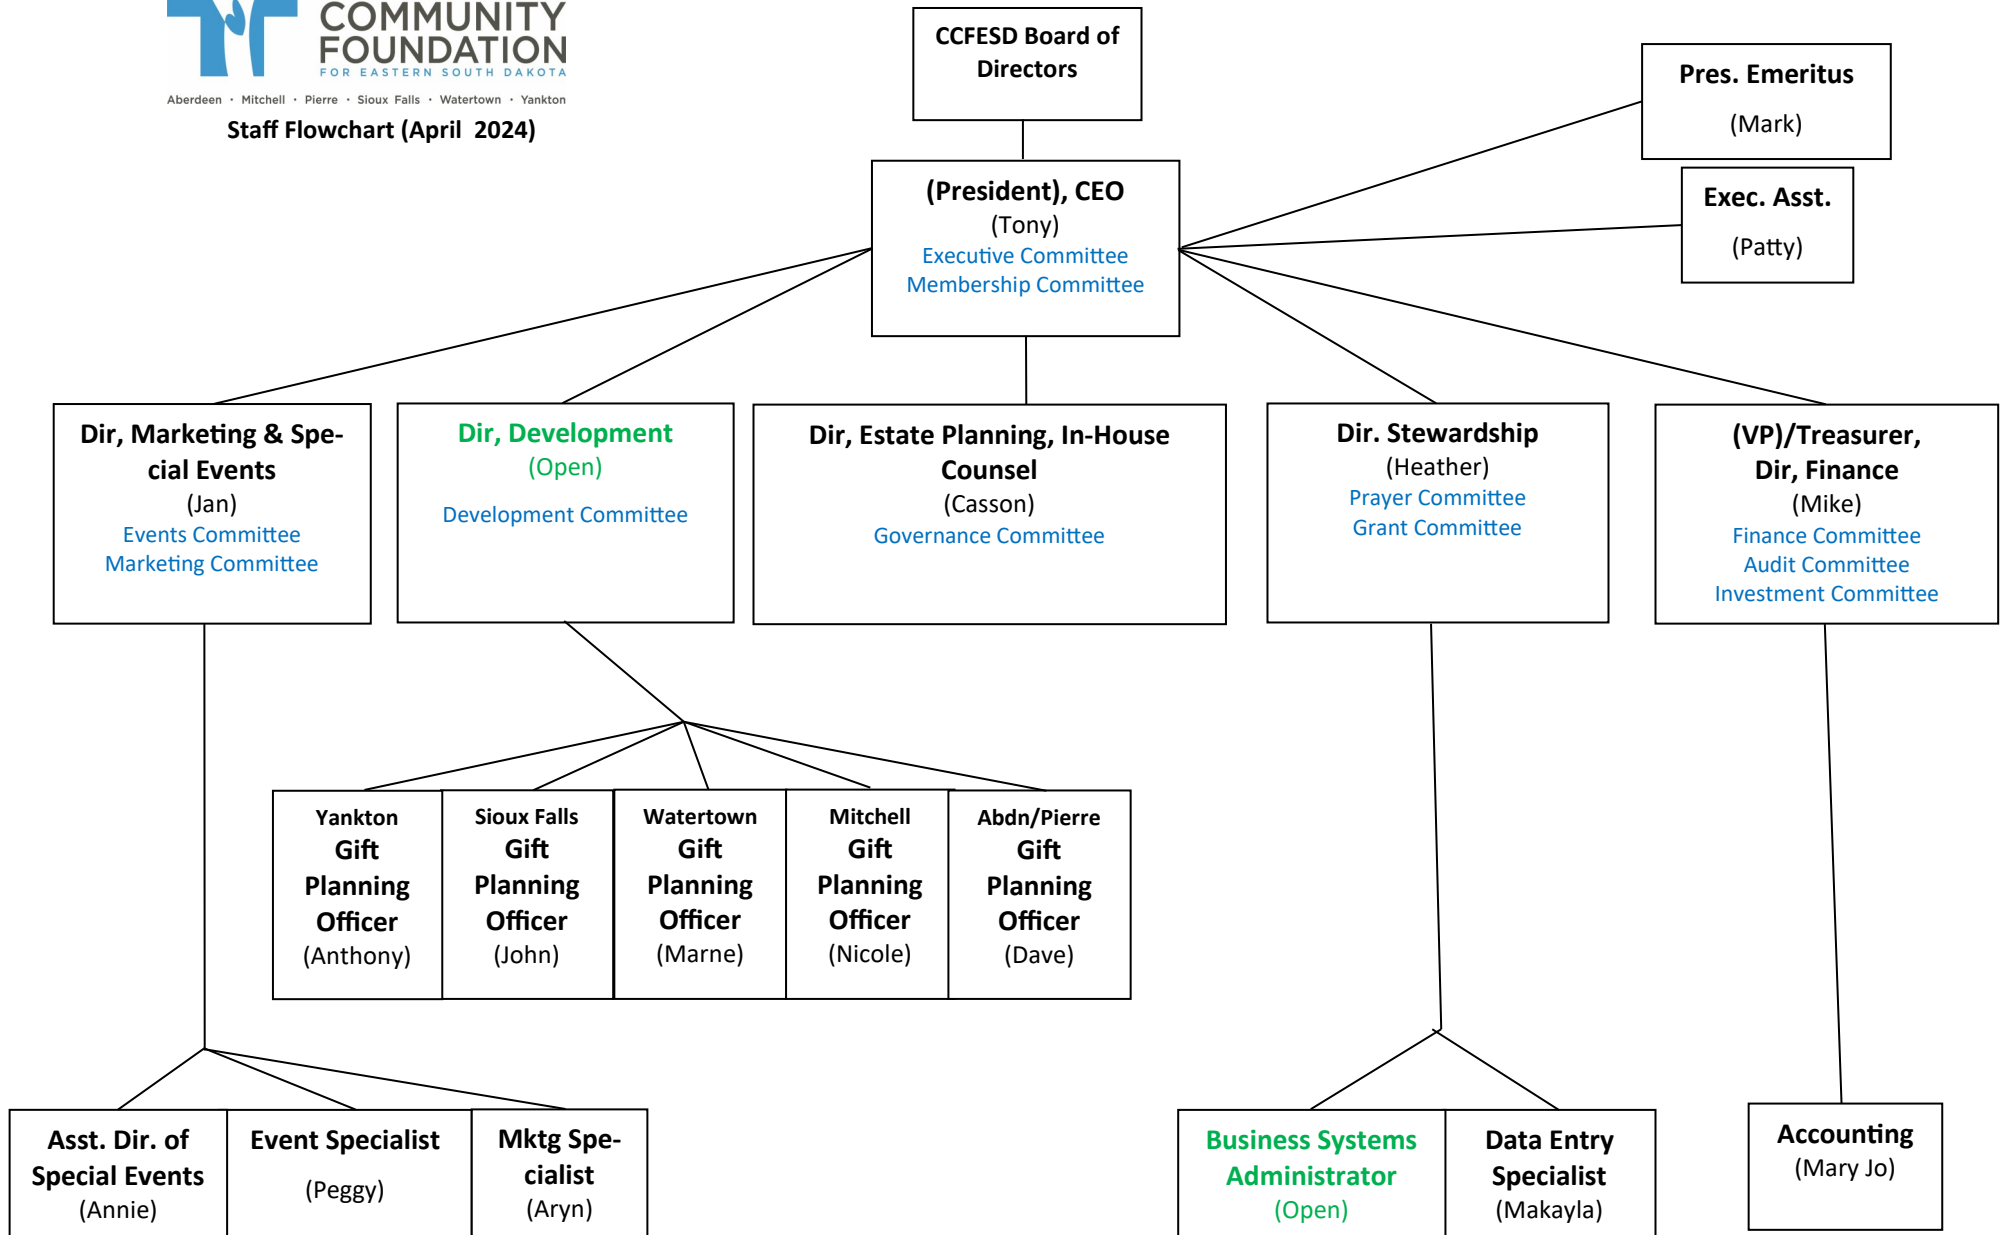 COMMUNITY
FOUNDATION
FOR EASTERN SOUTH DAKOTA
Aberdeen · Mitchell · Pierre · Sioux Falls · Watertown · Yankton
Staff Flowchart (April 2024)
CCFESD Board of
Directors
Pres. Emeritus
(Mark)
Exec. Asst.
(Patty)
(President), CEO
(Tony)
Executive Committee
Membership Committee
Dir, Marketing & Spe-
cial Events
(Jan)
Events Committee
Marketing Committee
Dir, Development
(Open)
Development Committee
Dir, Estate Planning, In-House
Counsel
(Casson)
Governance Committee
Dir. Stewardship
(Heather)
Prayer Committee
Grant Committee
(VP)/Treasurer,
Dir, Finance
(Mike)
Finance Committee
Audit Committee
Investment Committee
Yankton
Gift
Planning
Officer
(Anthony)
Sioux Falls
Gift
Planning
Officer
(John)
Watertown
Gift
Planning
Officer
(Marne)
Mitchell
Gift
Planning
Officer
(Nicole)
Abdn/Pierre
Gift
Planning
Officer
(Dave)
Asst. Dir. of
Special Events
(Annie)
Event Specialist
(Peggy)
Mktg Spe-
cialist
(Aryn)
Business Systems
Administrator
(Open)
Data Entry
Specialist
(Makayla)
Accounting
(Mary Jo)